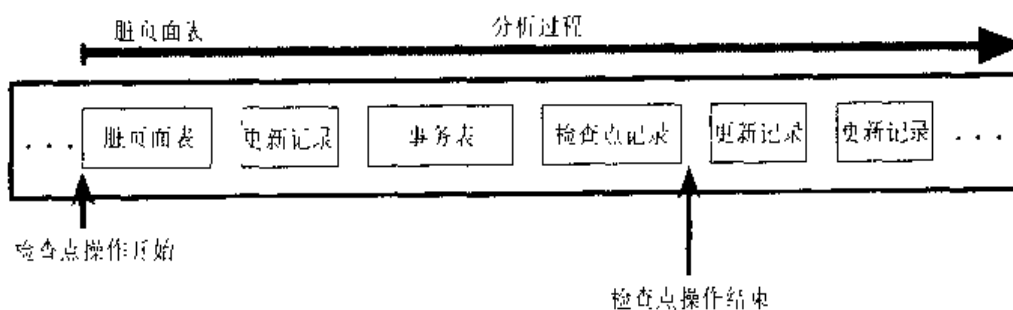 脏页面表 分析过程
... 脏页面表 更新记录 事务表 检查点记录 更新记录 更新记录 ...
检查点操作开始
检查点操作结束